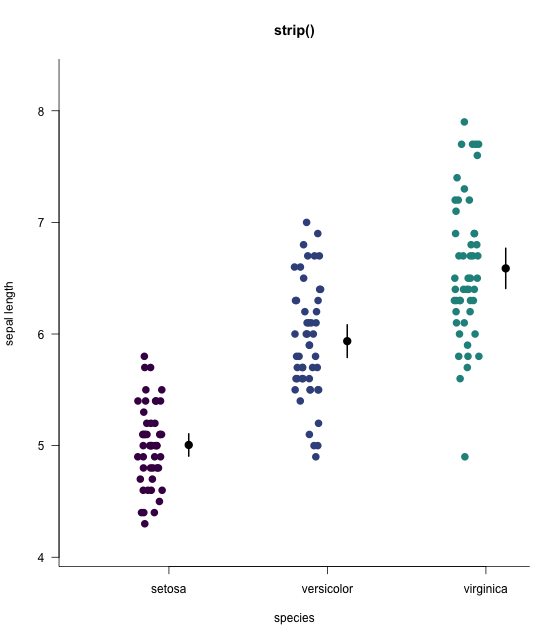 strip()
8
7
6
5
4
sepal length
setosa versicolor virginica
species